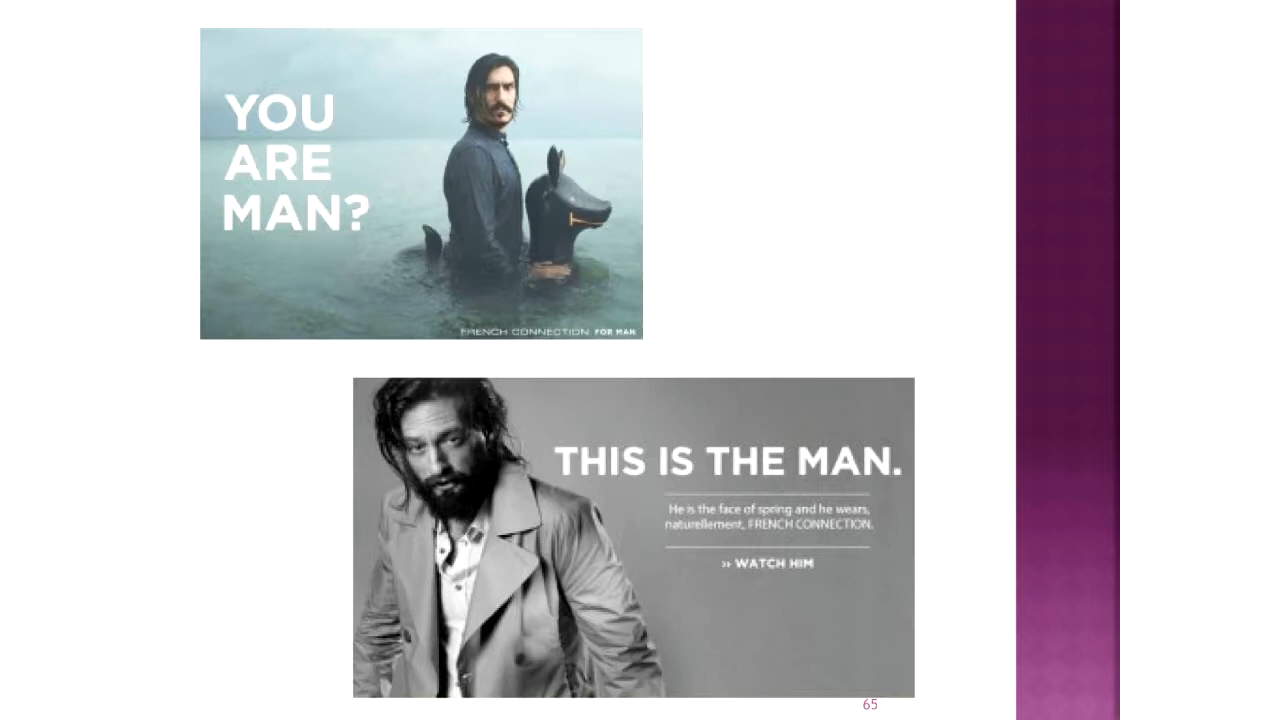 YOU
ARE
MAN?
FRENCH CONNECTION FOR MAN
THIS IS THE MAN.
He is the face of spring and he wears,
naturellement, FRENCH CONNECTION.
>> WATCH HIM
65